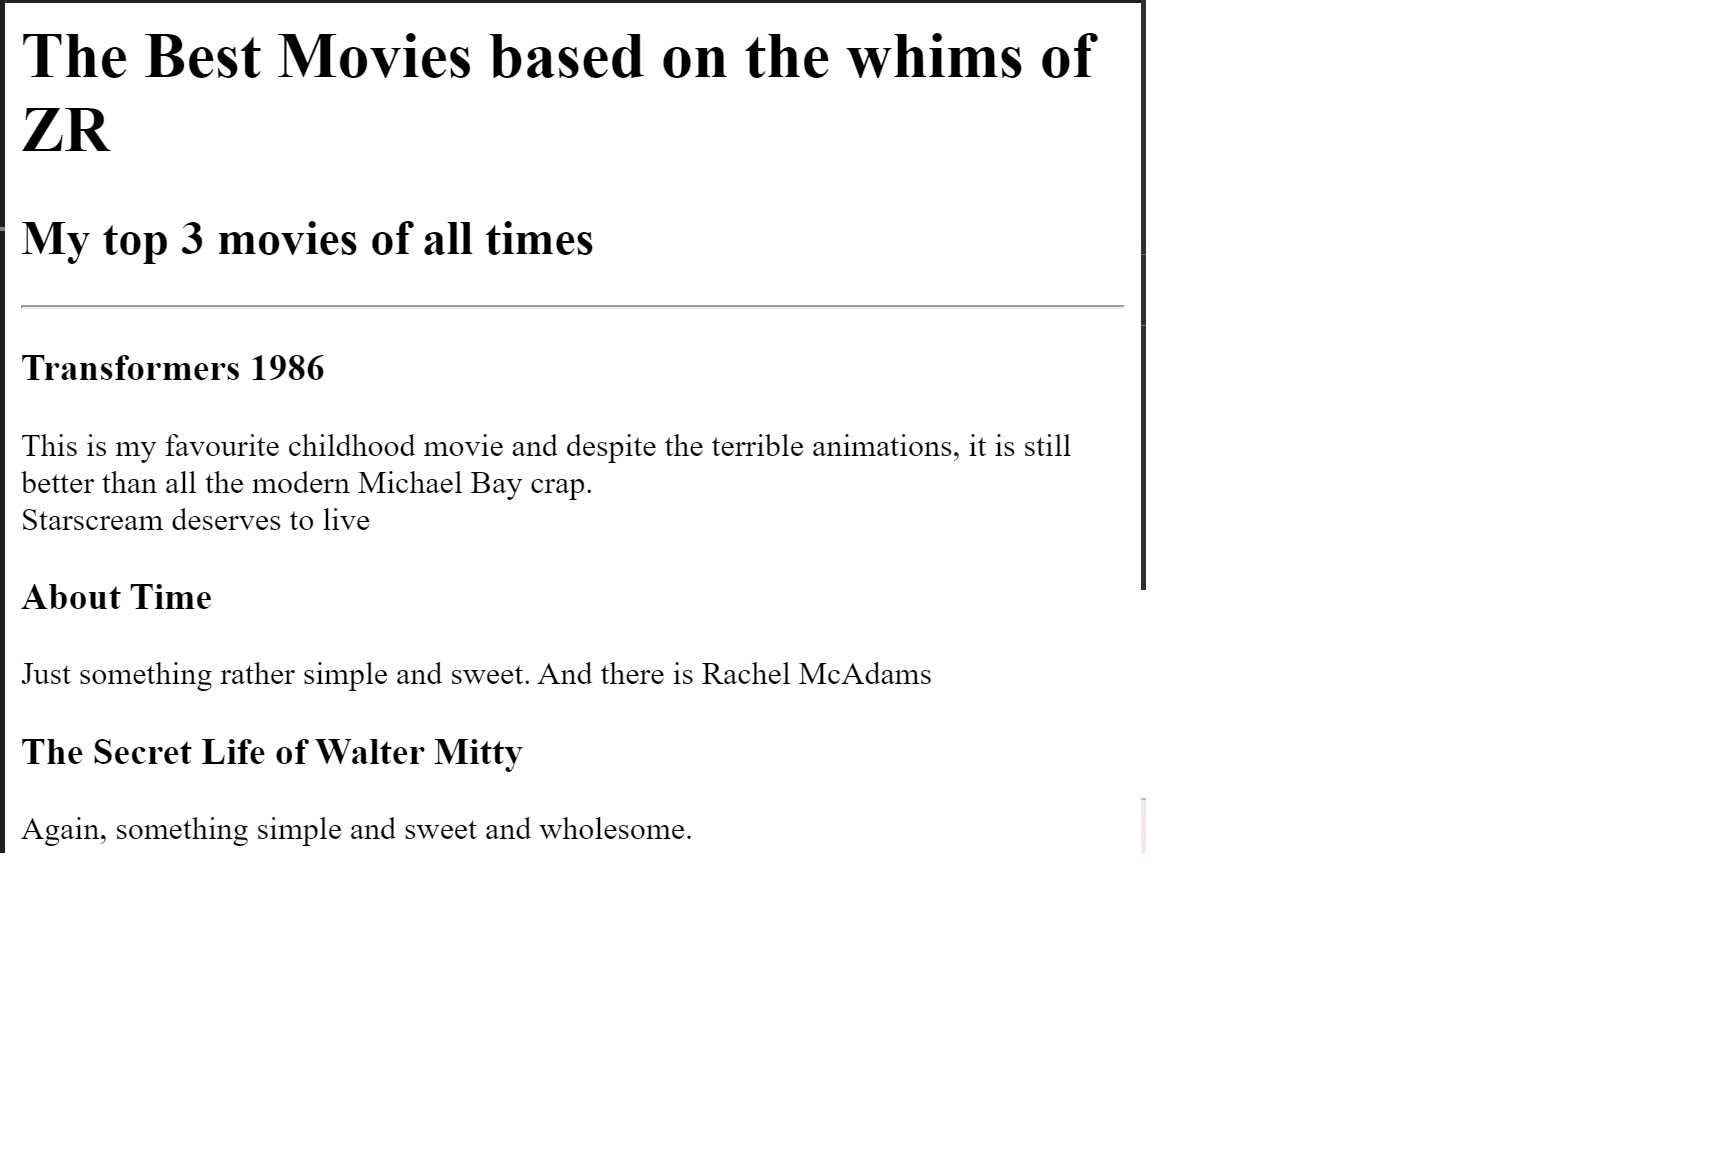 The Best Movies based on the whims of
ZR
My top 3 movies of all times
Transformers 1986
This is my favourite childhood movie and despite the terrible animations, it is still
better than all the modern Michael Bay crap.
Starscream deserves to live
About Time
Just something rather simple and sweet. And there is Rachel McAdams
The Secret Life of Walter Mitty
Again, something simple and sweet and wholesome.